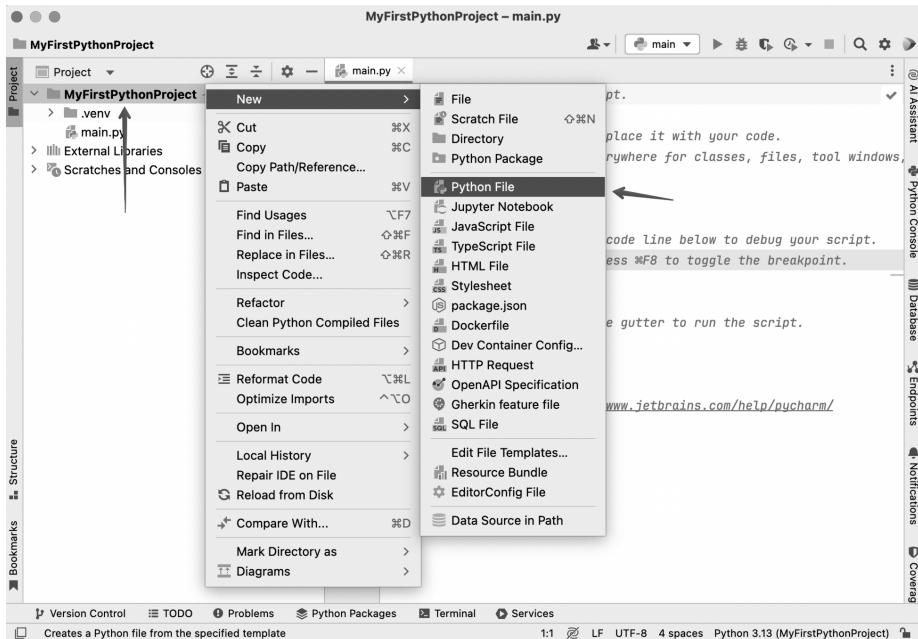 MyFirstPythonProject – main.py
MyFirstPythonProject
main
Project
main.py
MyFirstPythonProject
.venv
main.py
External Libraries
Scratches and Consoles
New
Cut ⌘X
Copy ⌘C
Copy Path/Reference...
Paste ⌘V
Find Usages ⌥F7
Find in Files... ⇧⌘F
Replace in Files... ⇧⌘R
Inspect Code...
Refactor
Clean Python Compiled Files
Bookmarks
Reformat Code ⌥⌘L
Optimize Imports ^⌥O
Open In
Local History
Repair IDE on File
Reload from Disk
Compare With... ⌘D
Mark Directory as
Diagrams
File
Scratch File ⇧⌘N
Directory
Python Package
Python File
Jupyter Notebook
JavaScript File
TypeScript File
HTML File
Stylesheet
package.json
Dockerfile
Dev Container Config...
HTTP Request
OpenAPI Specification
Gherkin feature file
SQL File
Edit File Templates...
Resource Bundle
EditorConfig File
Data Source in Path
pt.
place it with your code.
rywhere for classes, files, tool windows,
code line below to debug your script.
ess ⌘F8 to toggle the breakpoint.
e gutter to run the script.
www.jetbrains.com/help/pycharm/
Project
Structure
Bookmarks
AI Assistant
Python Console
Database
Endpoints
Notifications
Coverag
Version Control
TODO
Problems
Python Packages
Terminal
Services
Creates a Python file from the specified template
1:1 LF UTF-8 4 spaces Python 3.13 (MyFirstPythonProject)